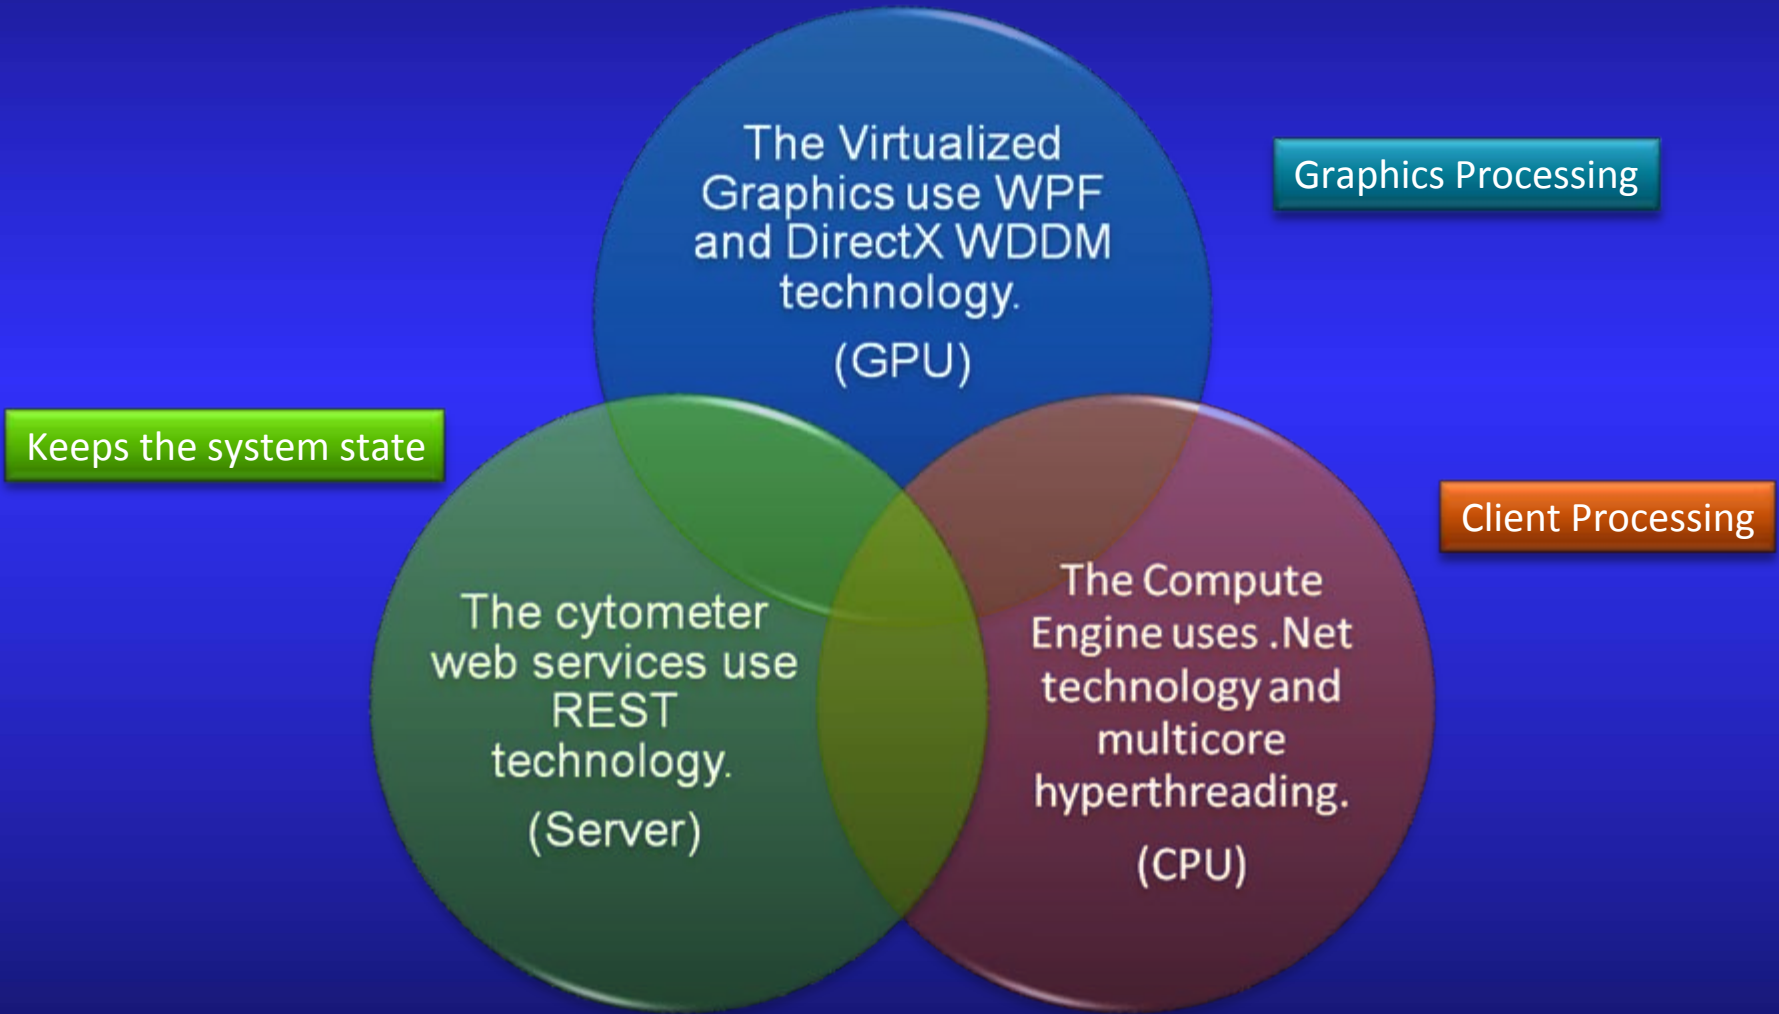 The Virtualized
Graphics use WPF
and DirectX WDDM
technology.
(GPU)
Graphics Processing
Keeps the system state
Client Processing
The cytometer
web services use
REST
technology.
(Server)
The Compute
Engine uses .Net
technology and
multicore
hyperthreading.
(CPU)